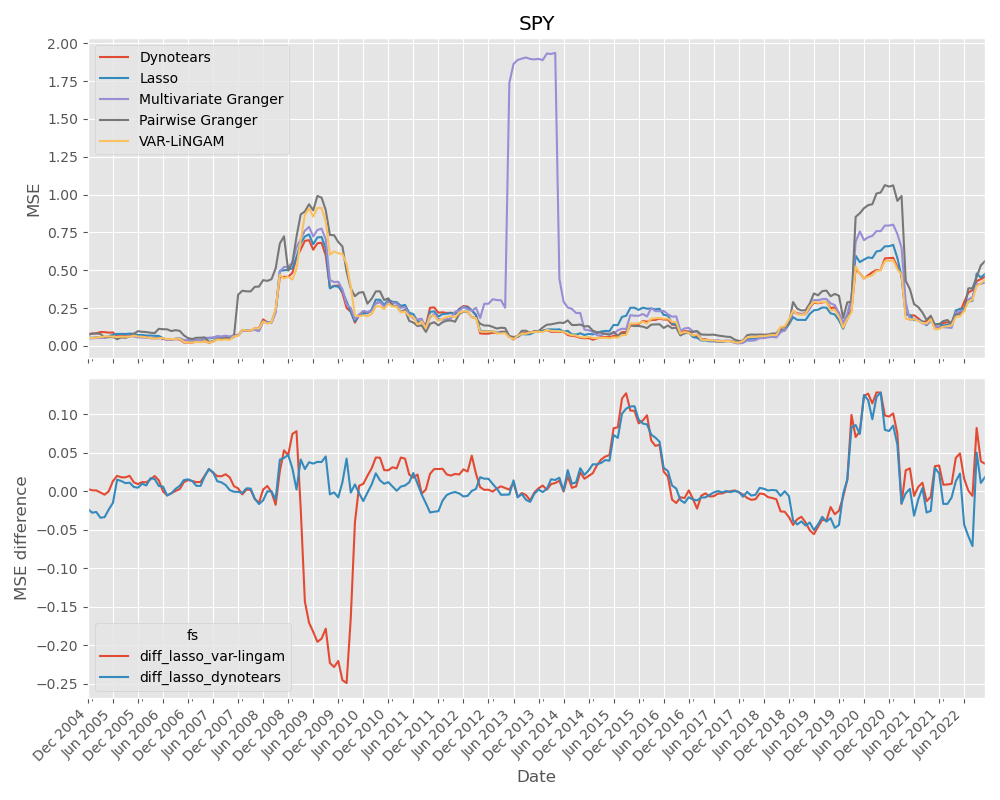 SPY
2.00
1.75
1.50
1.25
1.00
0.75
0.50
0.25
0.00
MSE
Dynotears
Lasso
Multivariate Granger
Pairwise Granger
VAR-LiNGAM
0.10
0.05
0.00
−0.05
−0.10
−0.15
−0.20
−0.25
MSE difference
fs
diff_lasso_var-lingam
diff_lasso_dynotears
Dec 2004
Jun 2005
Dec 2005
Jun 2006
Dec 2006
Jun 2007
Dec 2007
Jun 2008
Dec 2008
Jun 2009
Dec 2009
Jun 2010
Dec 2010
Jun 2011
Dec 2011
Jun 2012
Dec 2012
Jun 2013
Dec 2013
Jun 2014
Dec 2014
Jun 2015
Dec 2015
Jun 2016
Dec 2016
Jun 2017
Dec 2017
Jun 2018
Dec 2018
Jun 2019
Dec 2019
Jun 2020
Dec 2020
Jun 2021
Dec 2021
Jun 2022
Date